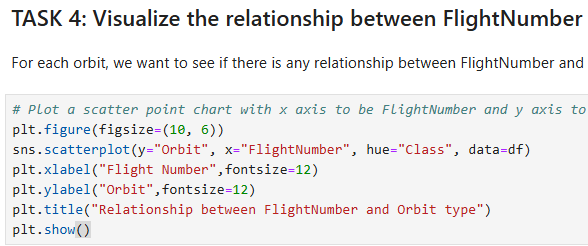 TASK 4: Visualize the relationship between FlightNumber
For each orbit, we want to see if there is any relationship between FlightNumber and
# Plot a scatter point chart with x axis to be FlightNumber and y axis to
plt.figure(figsize=(10, 6))
sns.scatterplot(y="Orbit", x="FlightNumber", hue="Class", data=df)
plt.xlabel("Flight Number",fontsize=12)
plt.ylabel("Orbit",fontsize=12)
plt.title("Relationship between FlightNumber and Orbit type")
plt.show()